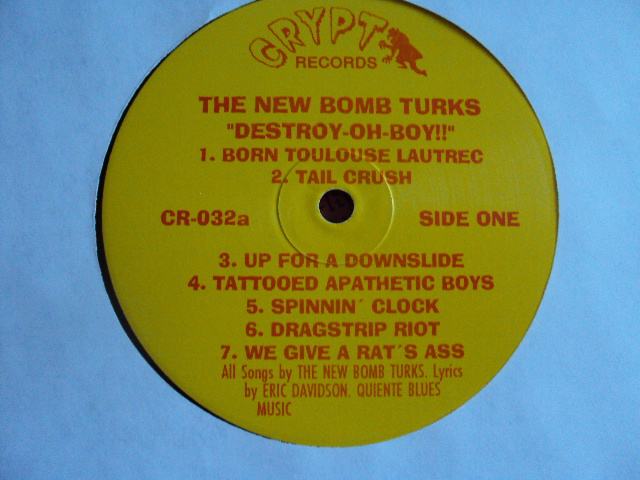 CRYPT
RECORDS
THE NEW BOMB TURKS
"DESTROY-OH-BOY!!"
1. BORN TOULOUSE LAUTREC
2. TAIL CRUSH
CR-032a SIDE ONE
3. UP FOR A DOWNSLIDE
4. TATTOOED APATHETIC BOYS
5. SPINNIN´ CLOCK
6. DRAGSTRIP RIOT
7. WE GIVE A RAT´S ASS
All Songs by THE NEW BOMB TURKS. Lyrics
by ERIC DAVIDSON. QUIENTE BLUES
MUSIC